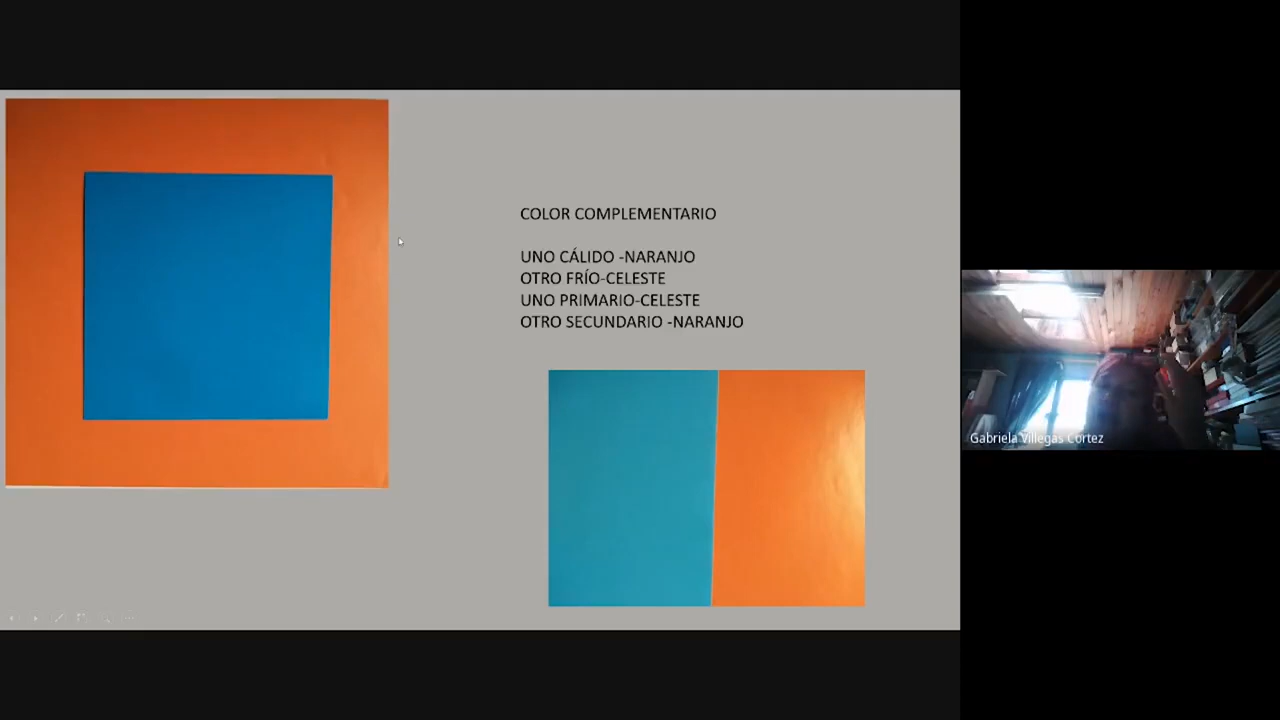 COLOR COMPLEMENTARIO
UNO CÁLIDO -NARANJO
OTRO FRÍO-CELESTE
UNO PRIMARIO-CELESTE
OTRO SECUNDARIO -NARANJO
Gabriela Villegas Cortez